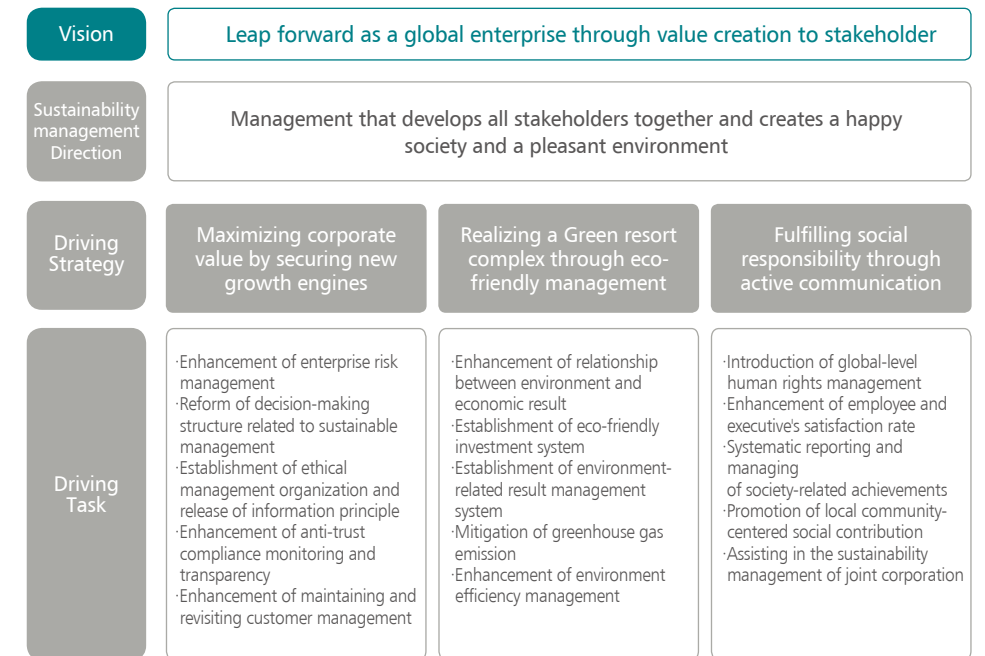 Vision
Leap forward as a global enterprise through value creation to stakeholder
Sustainability
management
Direction
Management that develops all stakeholders together and creates a happy
society and a pleasant environment
Driving
Strategy
Maximizing corporate
value by securing new
growth engines
Realizing a Green resort
complex through eco-
friendly management
Fulfilling social
responsibility through
active communication
Driving
Task
·Enhancement of enterprise risk
management
·Reform of decision-making
structure related to sustainable
management
·Establishment of ethical
management organization and
release of information principle
·Enhancement of anti-trust
compliance monitoring and
transparency
·Enhancement of maintaining and
revisiting customer management
·Enhancement of relationship
between environment and
economic result
·Establishment of eco-friendly
investment system
·Establishment of environment-
related result management
system
·Mitigation of greenhouse gas
emission
·Enhancement of environment
efficiency management
·Introduction of global-level
human rights management
·Enhancement of employee and
executive's satisfaction rate
·Systematic reporting and
managing
of society-related achievements
·Promotion of local community-
centered social contribution
·Assisting in the sustainability
management of joint corporation